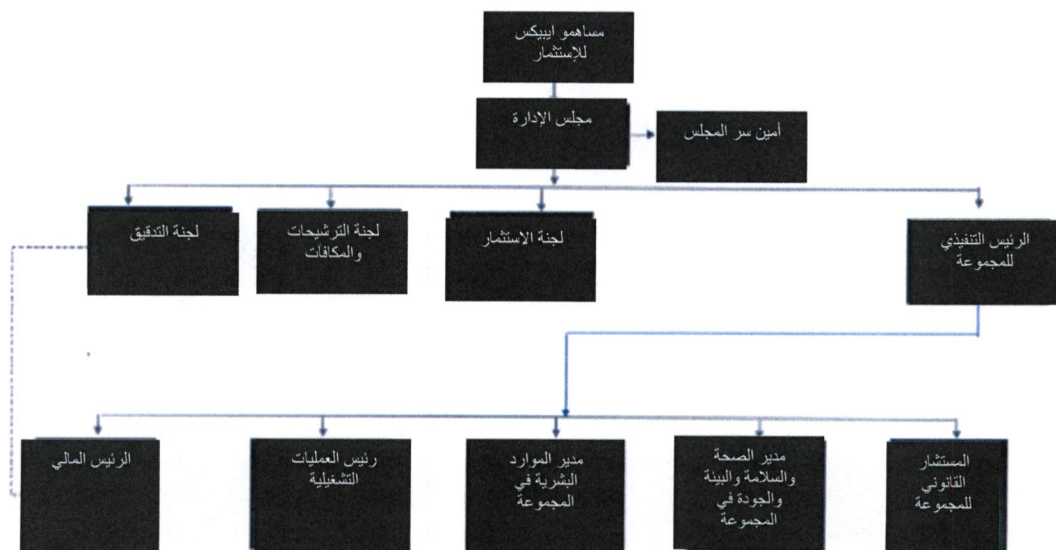 مساهمو ايبيكس
للإستثمار
مجلس الإدارة
أمين سر المجلس
الرئيس التنفيذي
للمجموعة
لجنة الاستثمار
لجنة الترشيحات
والمكافات
لجنة التدقيق
المستشار
القانوني
للمجموعة
مدير الصحة
والسلامة والبيئة
والجودة في
المجموعة
مدير الموارد
البشرية في
المجموعة
رئيس العمليات
التشغيلية
الرئيس المالي